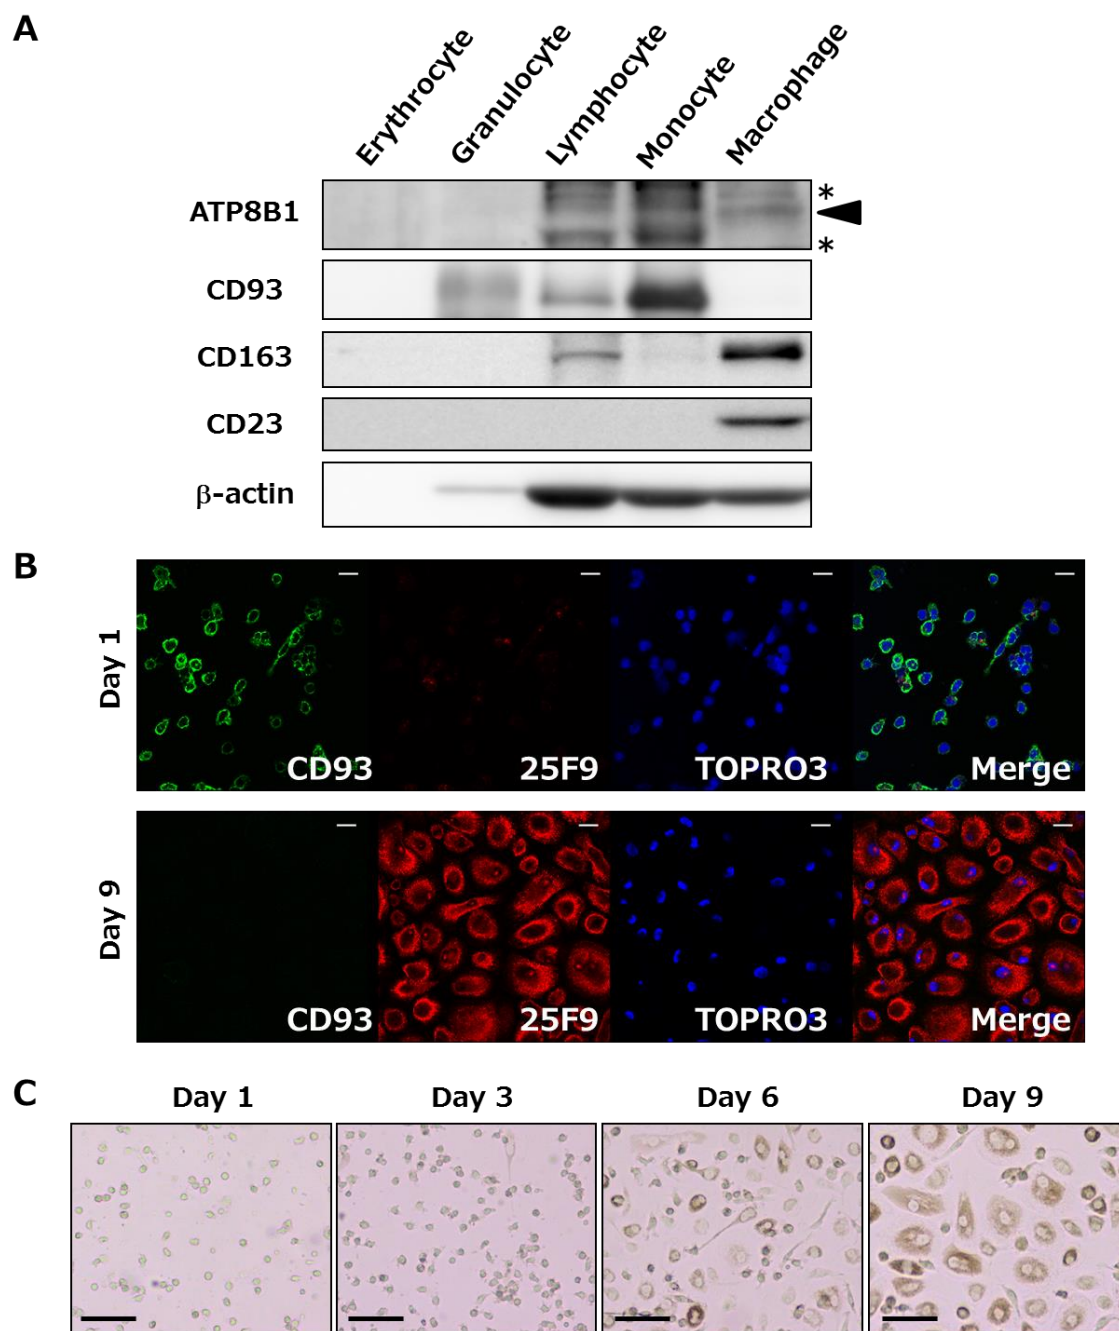 A
Erythrocyte
Granulocyte
Lymphocyte
Monocyte
Macrophage
ATP8B1
*
*
CD93
CD163
CD23
β-actin
B
Day 1
CD93 25F9 TOPRO3 Merge
Day 9
CD93 25F9 TOPRO3 Merge
C
Day 1 Day 3 Day 6 Day 9